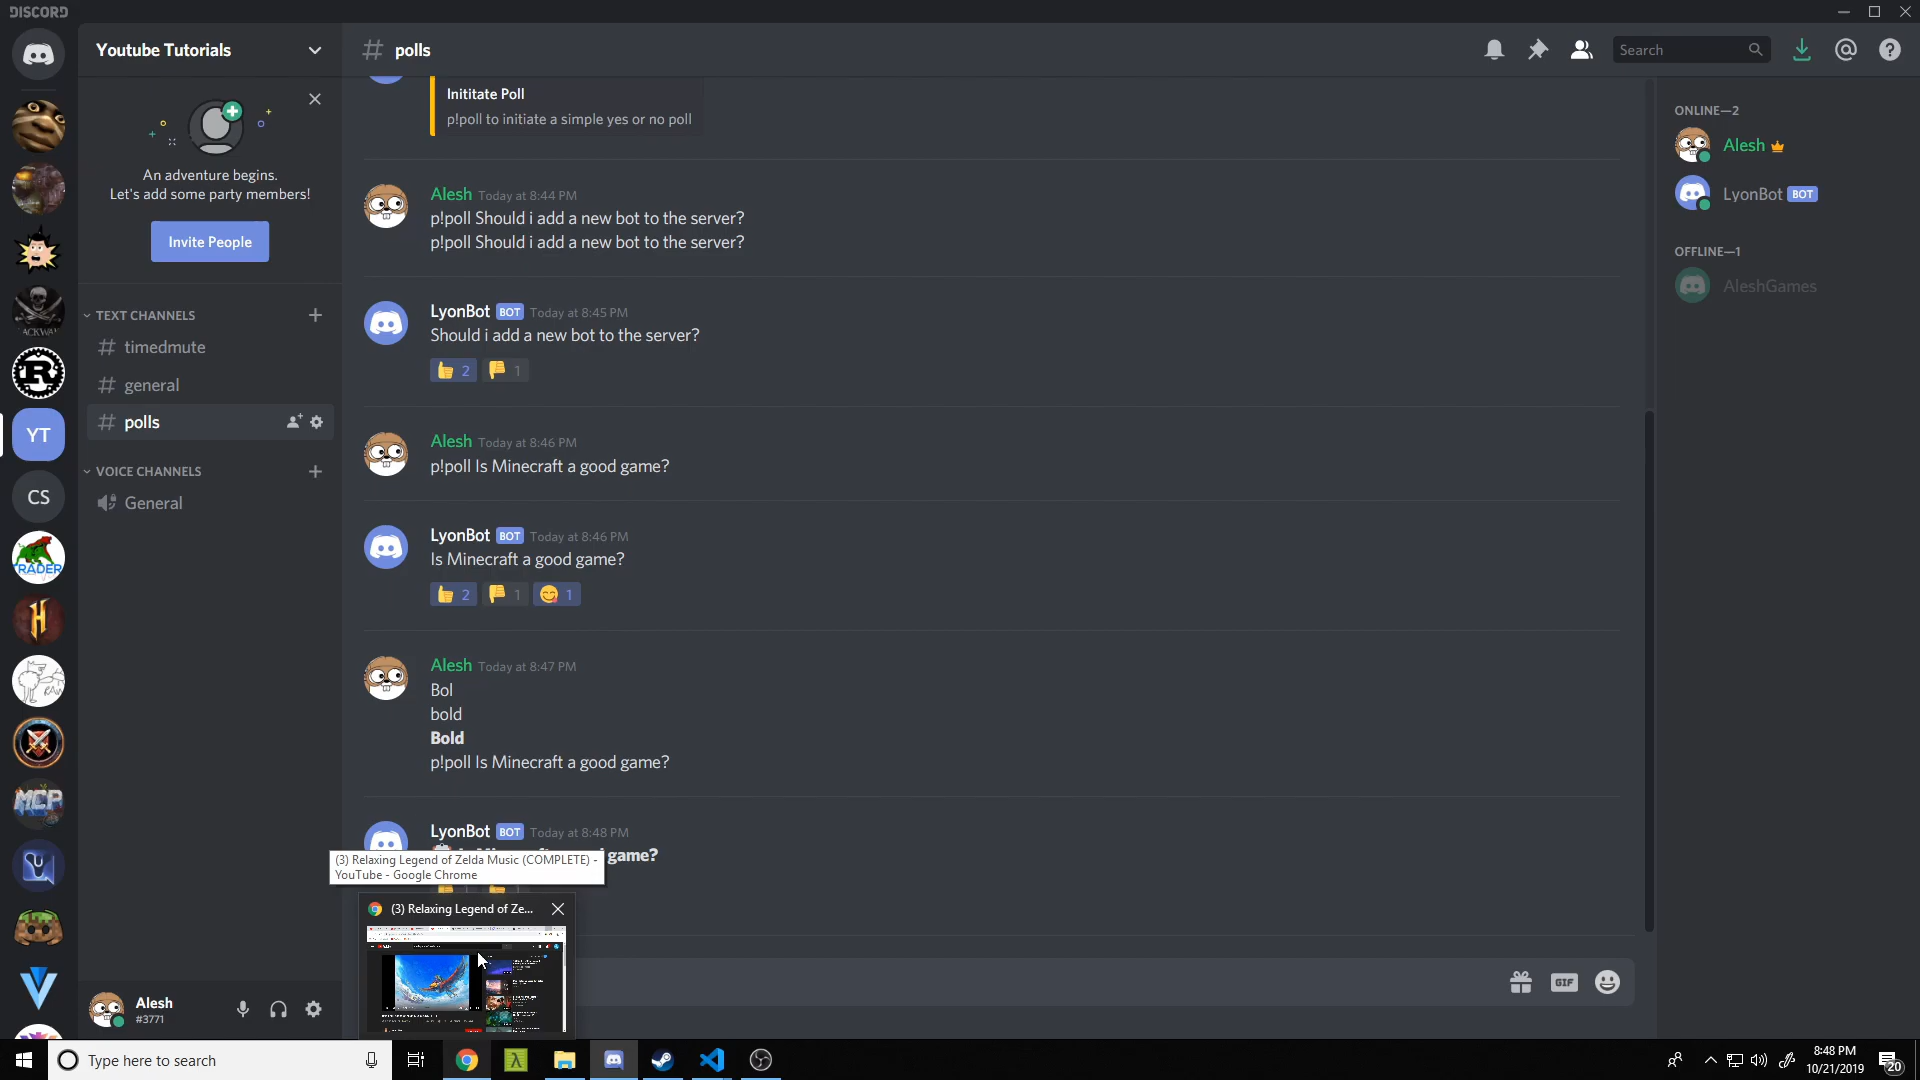 DISCORD
Youtube Tutorials
An adventure begins.
Let's add some party members!
Invite People
TEXT CHANNELS
timedmute
general
polls
VOICE CHANNELS
General
YT
CS
Alesh
#3771
polls
Search
Inititate Poll
p!poll to initiate a simple yes or no poll
Alesh Today at 8:44 PM
p!poll Should i add a new bot to the server?
p!poll Should i add a new bot to the server?
LyonBot BOT Today at 8:45 PM
Should i add a new bot to the server?
2 1
Alesh Today at 8:46 PM
p!poll Is Minecraft a good game?
LyonBot BOT Today at 8:46 PM
Is Minecraft a good game?
2 1 1
Alesh Today at 8:47 PM
Bol
bold
Bold
p!poll Is Minecraft a good game?
LyonBot BOT Today at 8:48 PM
game?
(3) Relaxing Legend of Zelda Music (COMPLETE) -
YouTube - Google Chrome
(3) Relaxing Legend of Ze...
GIF
ONLINE—2
Alesh
LyonBot BOT
OFFLINE—1
AleshGames
Type here to search
8:48 PM
10/21/2019
20